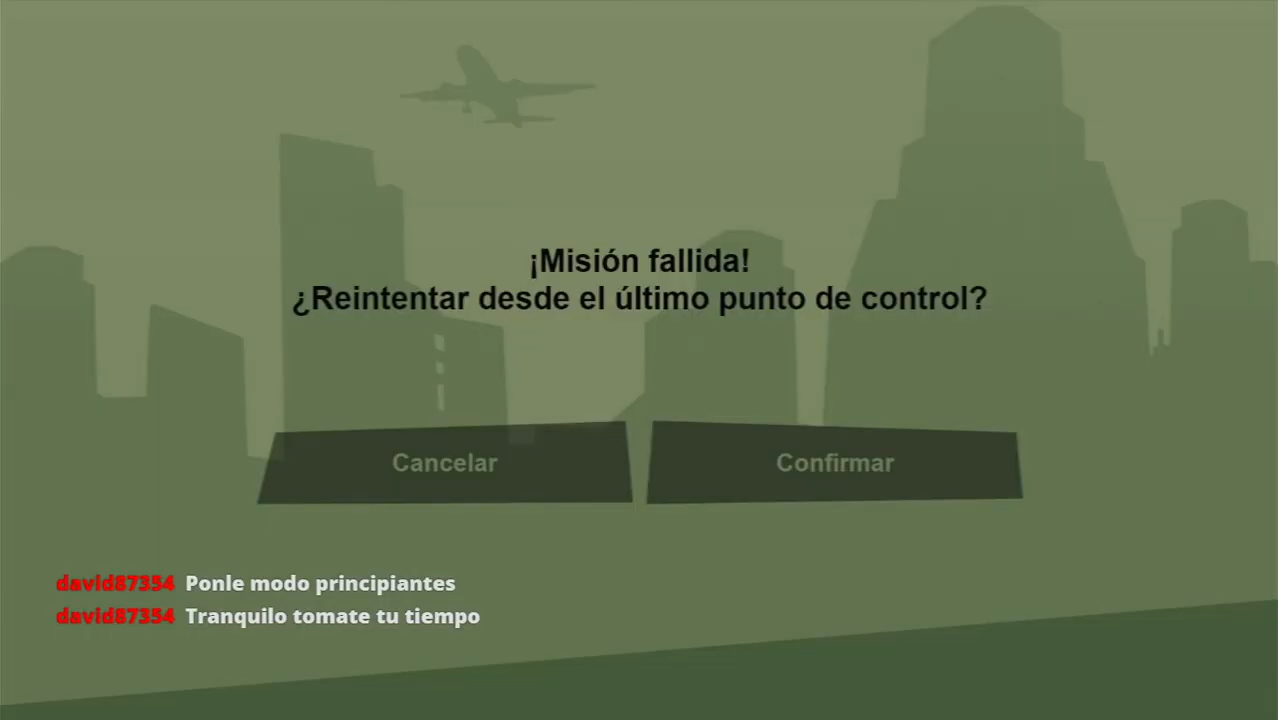 ¡Misión fallida!
¿Reintentar desde el último punto de control?
Cancelar
Confirmar
david87354 Ponle modo principiantes
david87354 Tranquilo tomate tu tiempo